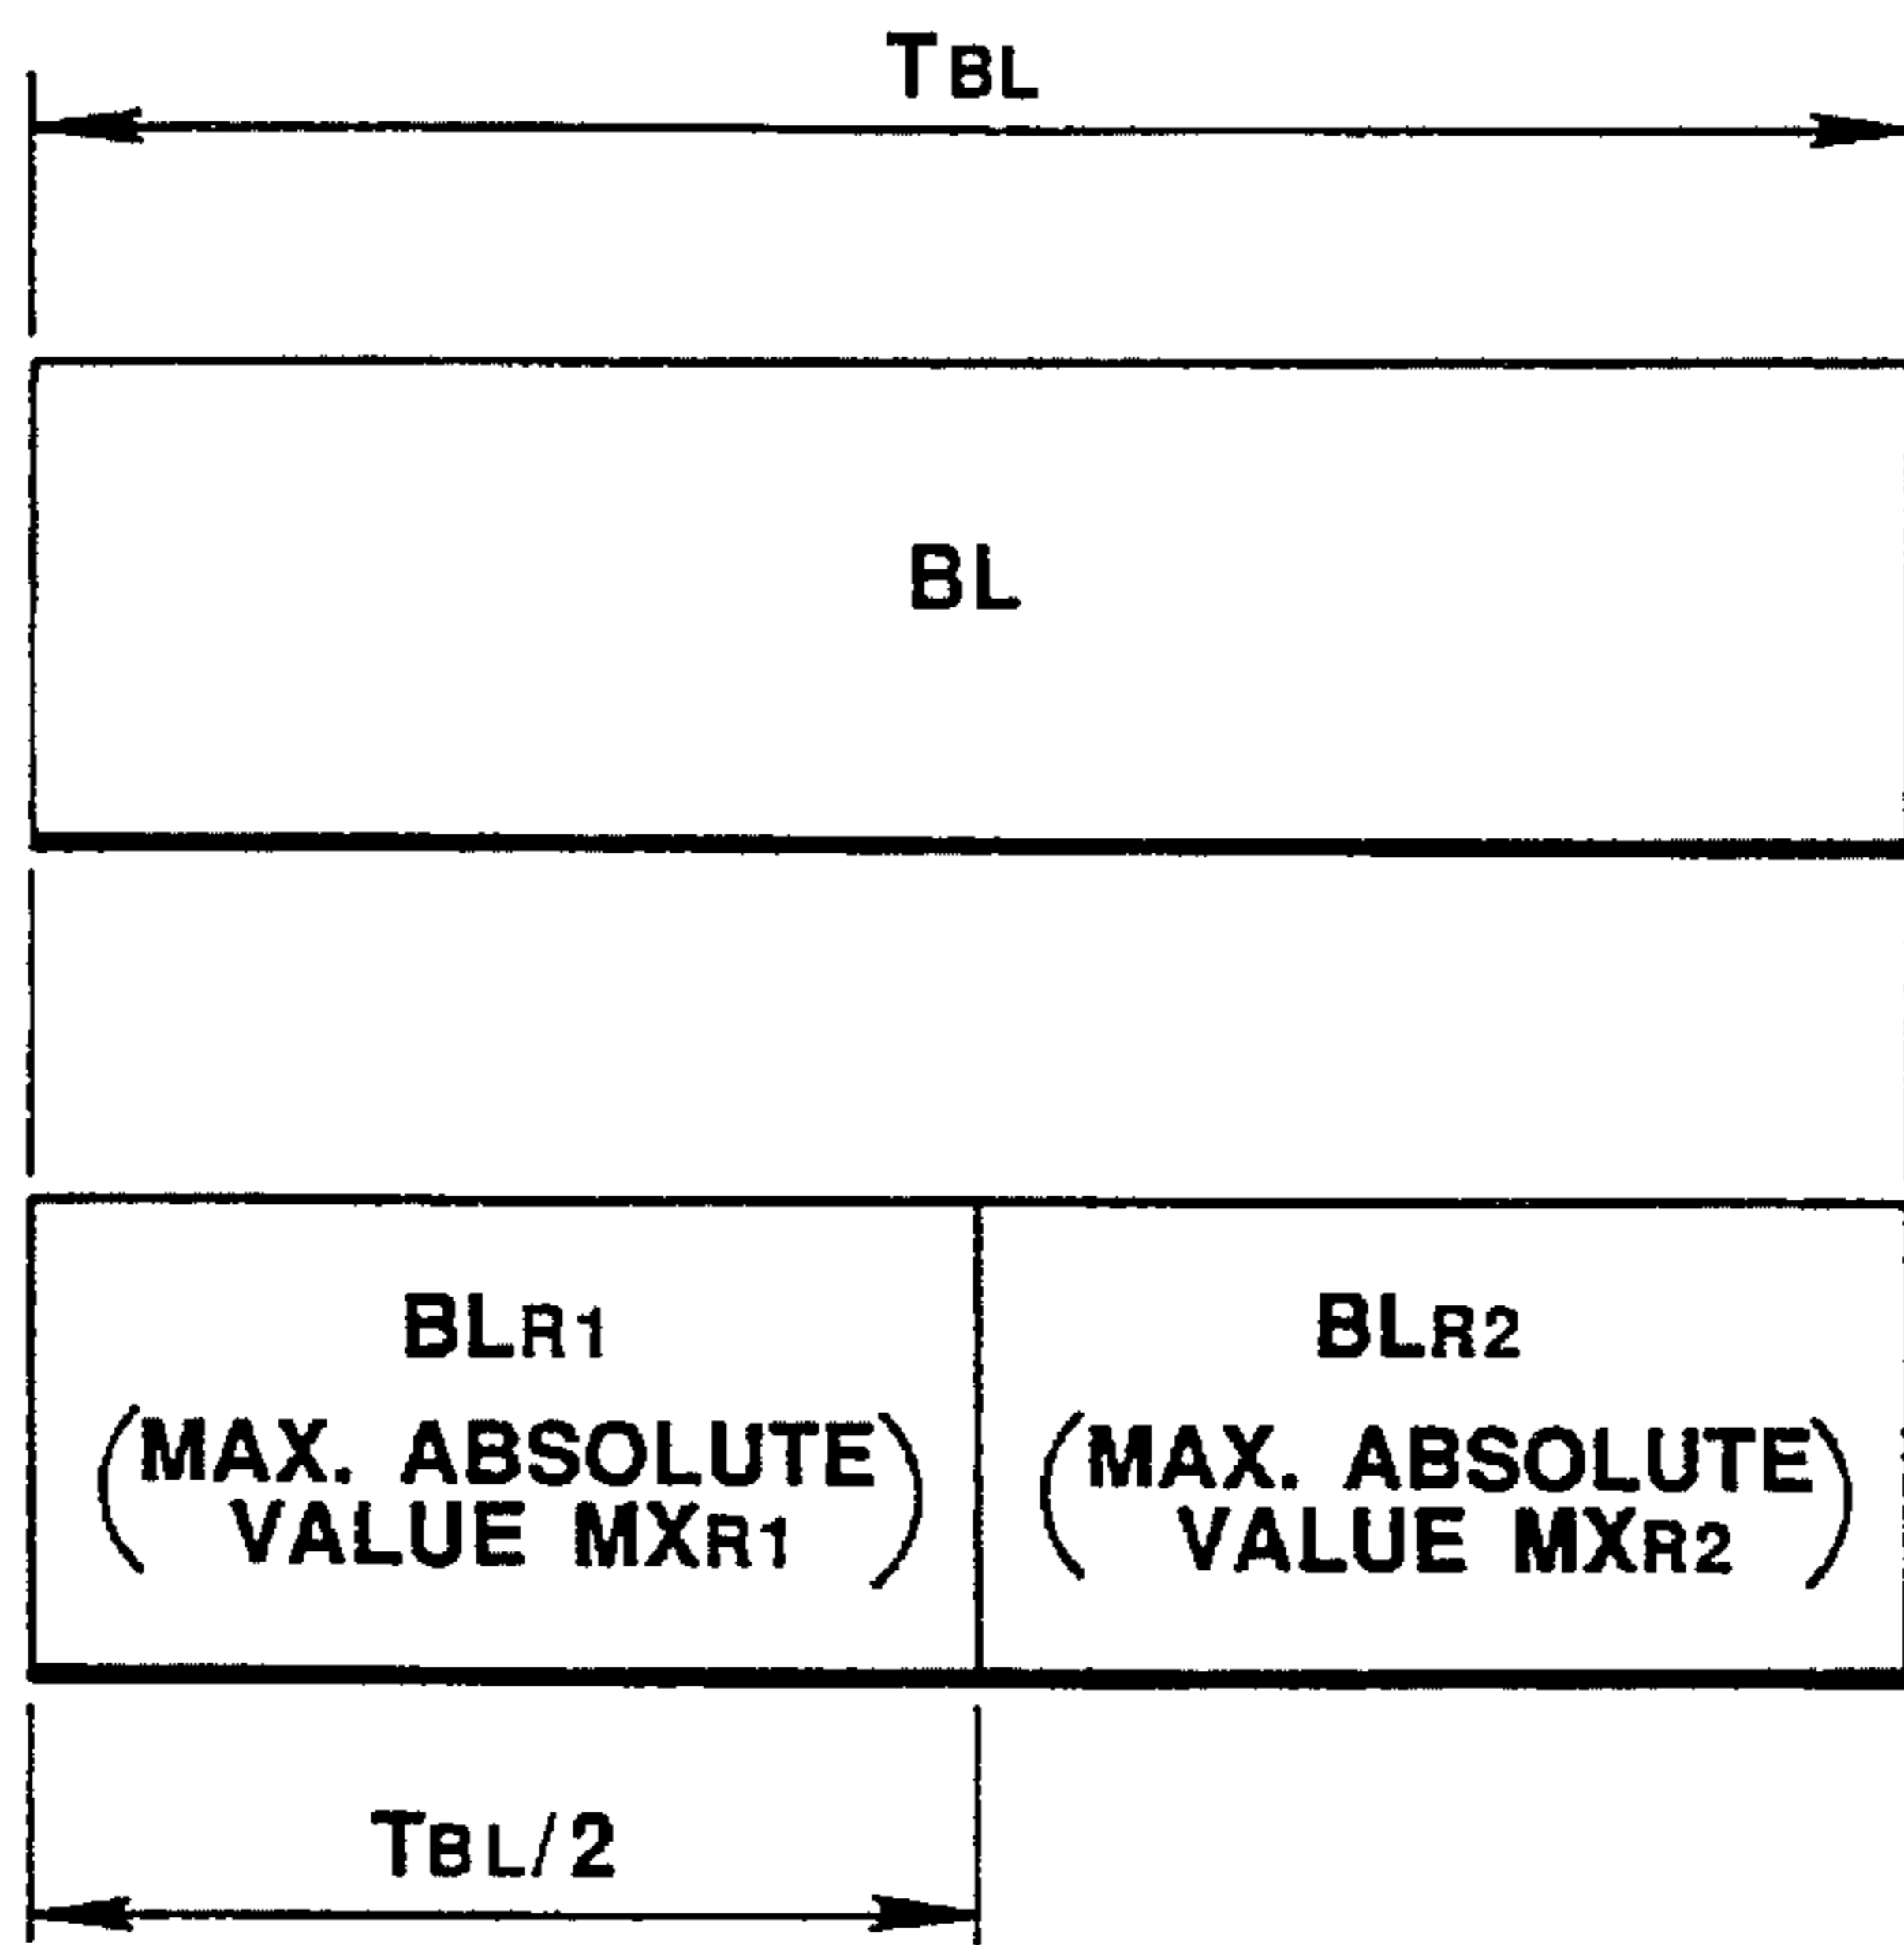 TBL
BL
BLR1
(MAX. ABSOLUTE
VALUE MXR1)
BLR2
(MAX. ABSOLUTE
VALUE MXR2)
TBL/2